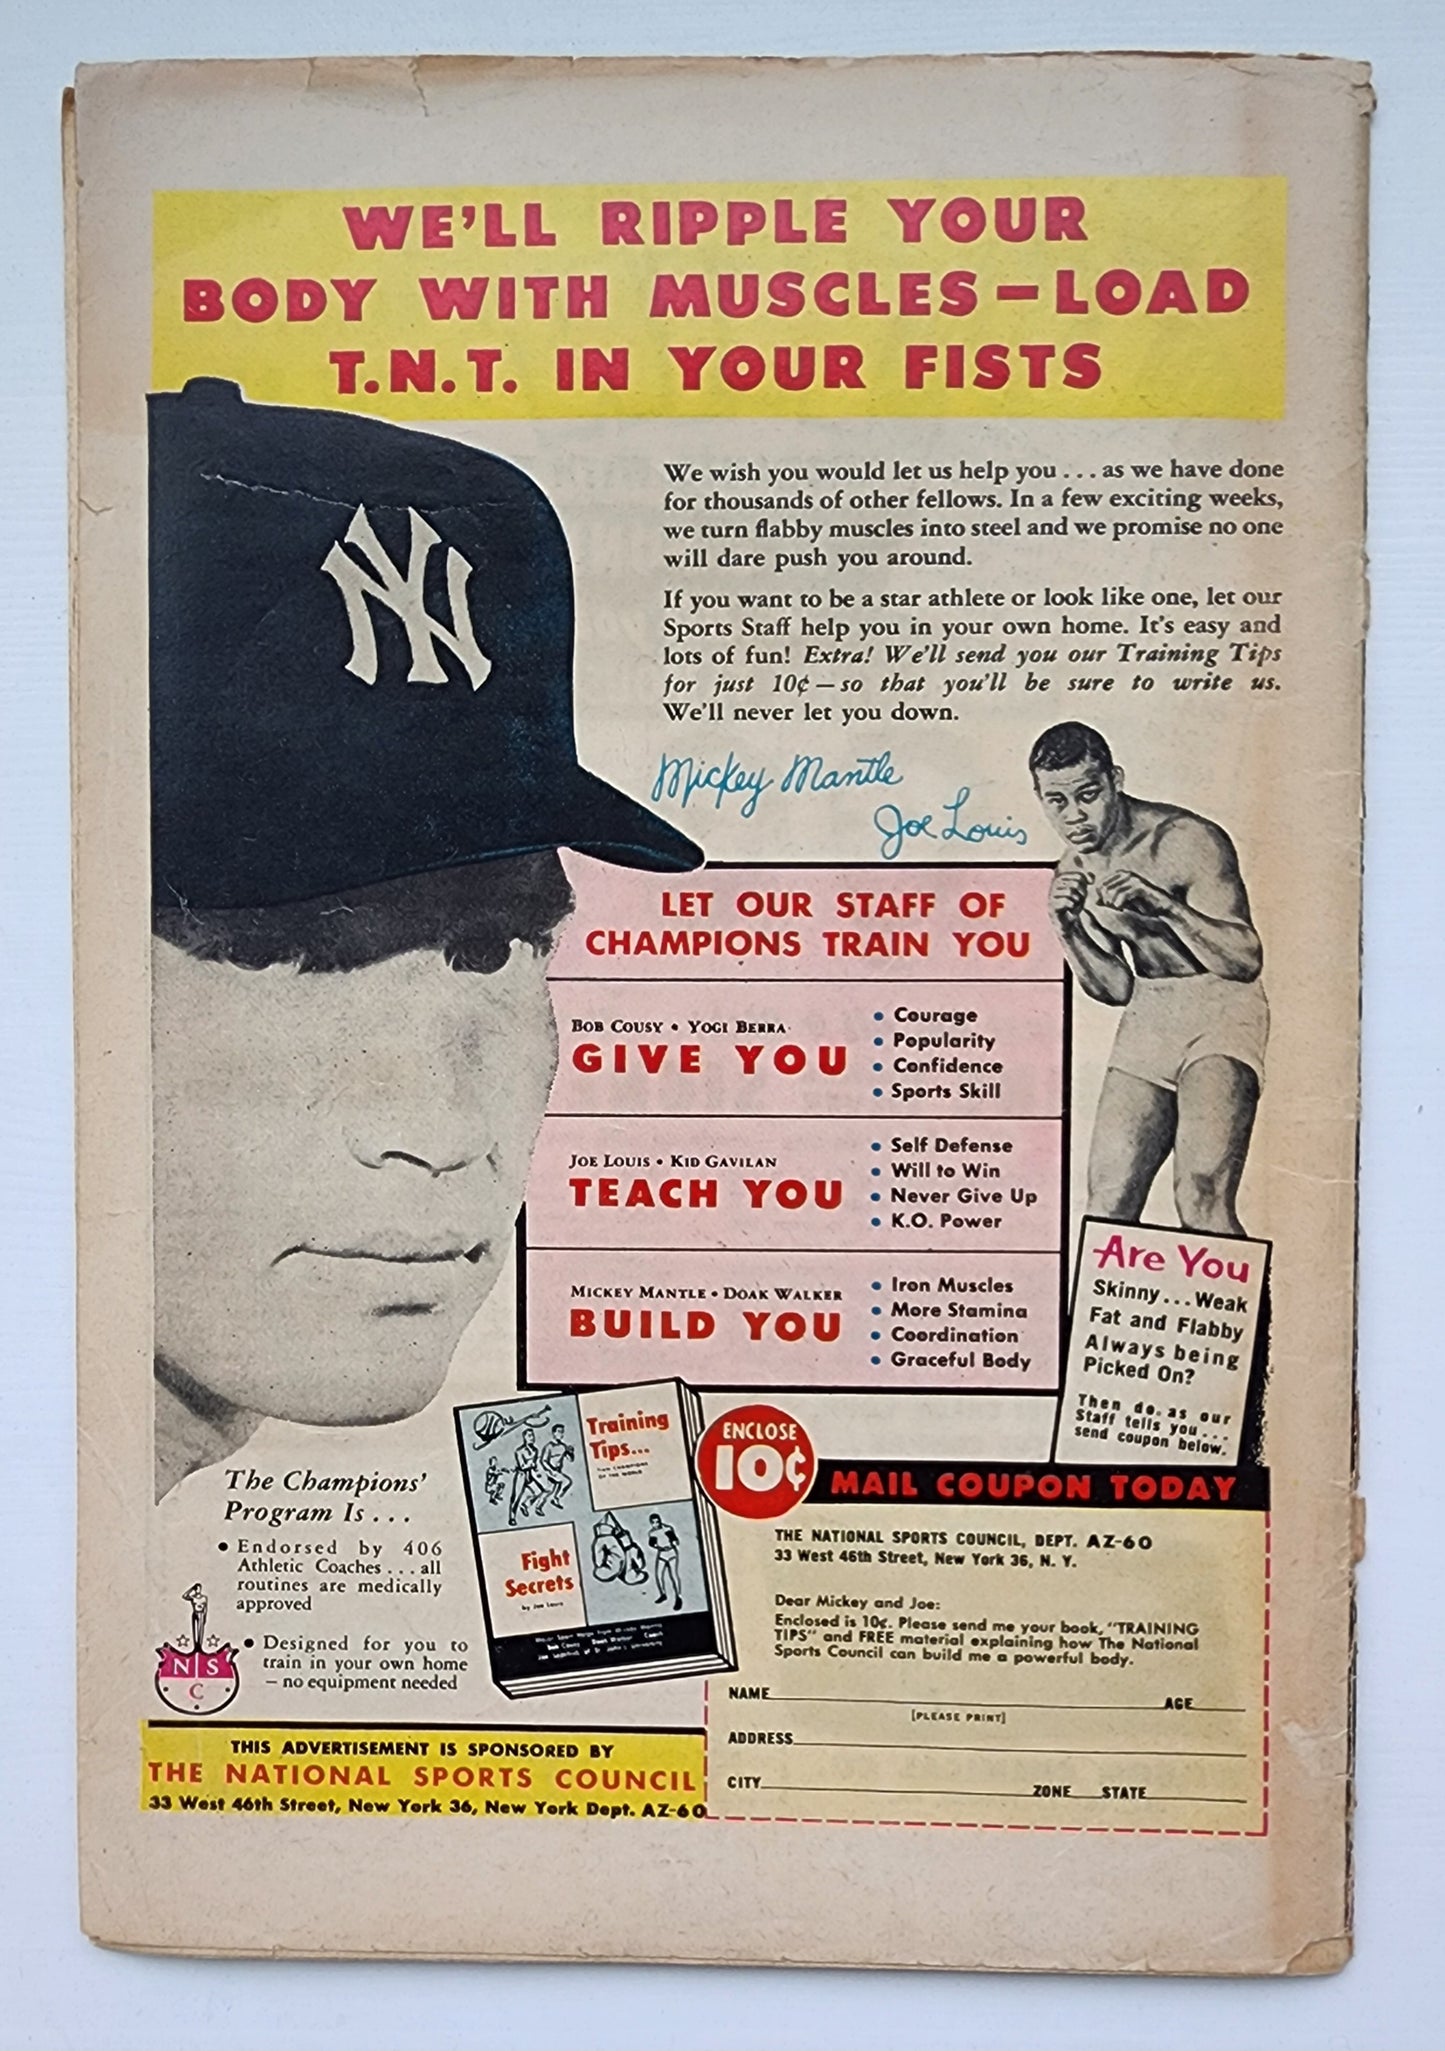 WE'LL RIPPLE YOUR
BODY WITH MUSCLES – LOAD
T.N.T. IN YOUR FISTS
NY
We wish you would let us help you . . . as we have done
for thousands of other fellows. In a few exciting weeks,
we turn flabby muscles into steel and we promise no one
will dare push you around.
If you want to be a star athlete or look like one, let our
Sports Staff help you in your own home. It's easy and
lots of fun! Extra! We'll send you our Training Tips
for just 10¢ – so that you'll be sure to write us.
We'll never let you down.
Mickey Mantle
Joe Louis
LET OUR STAFF OF
CHAMPIONS TRAIN YOU
BOB COUSY • YOGI BERRA
GIVE YOU
• Courage
• Popularity
• Confidence
• Sports Skill
JOE LOUIS • KID GAVILAN
TEACH YOU
• Self Defense
• Will to Win
• Never Give Up
• K.O. Power
MICKEY MANTLE • DOAK WALKER
BUILD YOU
• Iron Muscles
• More Stamina
• Coordination
• Graceful Body
Are You
Skinny...Weak
Fat and Flabby
Always being
Picked On?
Then do as our
Staff tells you...
send coupon below.
The Champions'
Program Is . . .
• Endorsed by 406
Athletic Coaches . . . all
routines are medically
approved
• Designed for you to
train in your own home
– no equipment needed
N S
C
Training
Tips...
Fight
Secrets
by Joe Louis
ENCLOSE
10¢
MAIL COUPON TODAY
THE NATIONAL SPORTS COUNCIL, DEPT. AZ-60
33 West 46th Street, New York 36, N. Y.
Dear Mickey and Joe:
Enclosed is 10¢. Please send me your book, "TRAINING
TIPS" and FREE material explaining how The National
Sports Council can build me a powerful body.
NAME AGE
[PLEASE PRINT]
ADDRESS
CITY ZONE STATE
THIS ADVERTISEMENT IS SPONSORED BY
THE NATIONAL SPORTS COUNCIL
33 West 46th Street, New York 36, New York Dept. AZ-60